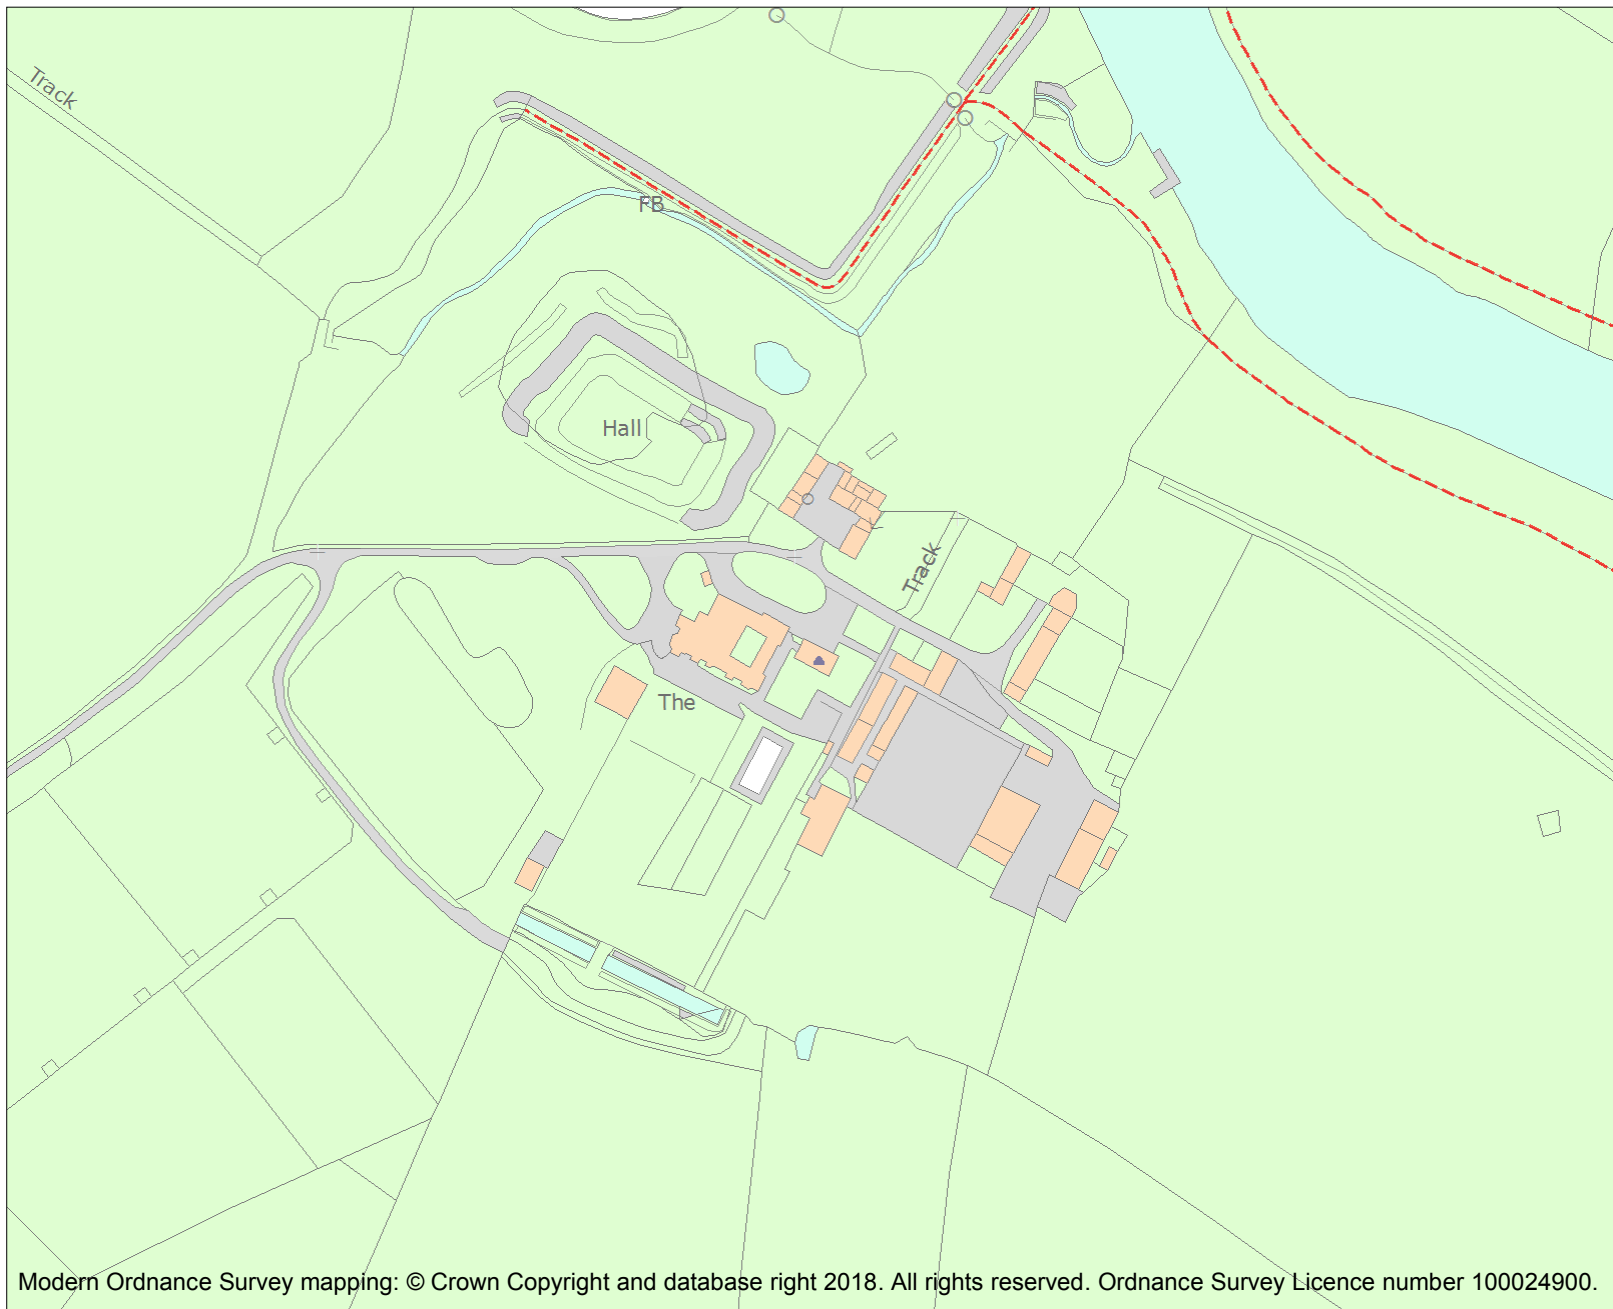 Track
FB
Hall
Track
The
Modern Ordnance Survey mapping: © Crown Copyright and database right 2018. All rights reserved. Ordnance Survey Licence number 100024900.